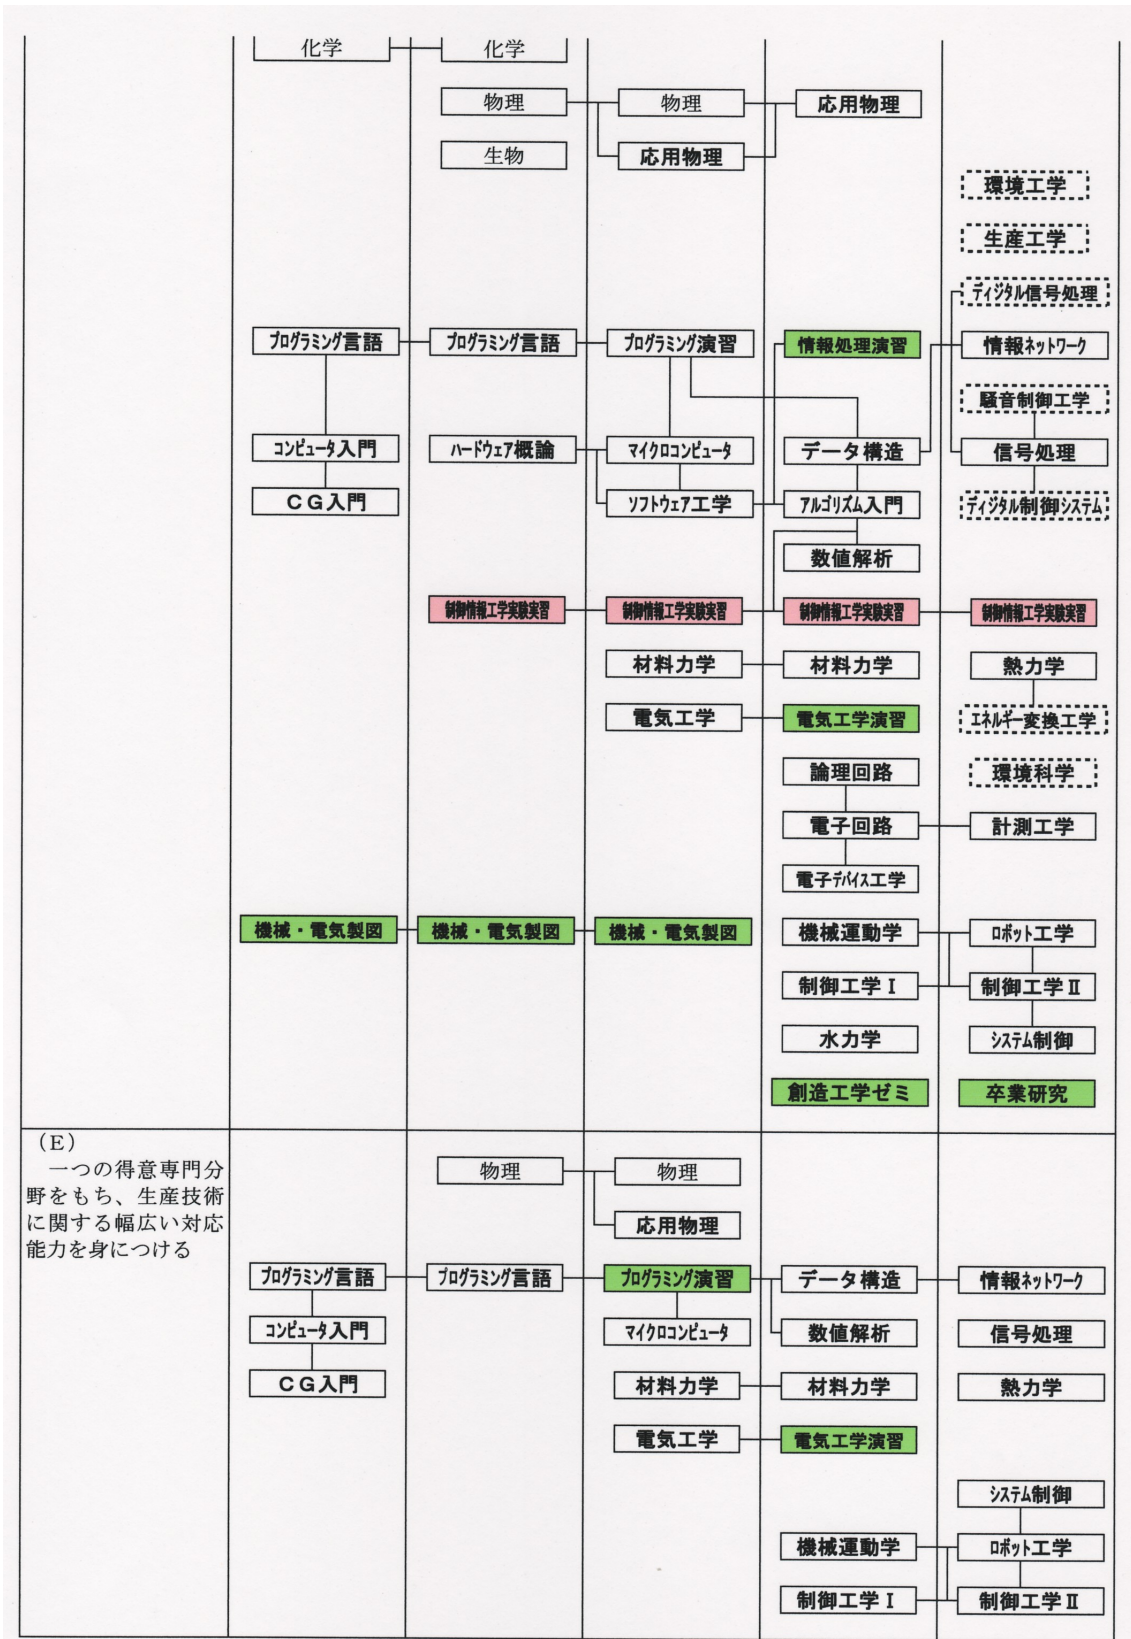 化学
化学
物理
物理
応用物理
生物
応用物理
環境工学
生産工学
ディジタル信号処理
プログラミング言語
プログラミング言語
プログラミング演習
情報処理演習
情報ネットワーク
騒音制御工学
コンピュータ入門
ハードウェア概論
マイクロコンピュータ
データ構造
信号処理
CG入門
ソフトウェア工学
アルゴリズム入門
ディジタル制御システム
数値解析
制御情報工学実験実習
制御情報工学実験実習
制御情報工学実験実習
制御情報工学実験実習
材料力学
材料力学
熱力学
電気工学
電気工学演習
エネルギー変換工学
論理回路
環境科学
電子回路
計測工学
電子デバイス工学
機械・電気製図
機械・電気製図
機械・電気製図
機械運動学
ロボット工学
制御工学Ⅰ
制御工学Ⅱ
水力学
システム制御
創造工学ゼミ
卒業研究
(E)
一つの得意専門分
野をもち、生産技術
に関する幅広い対応
能力を身につける
物理
物理
応用物理
プログラミング言語
プログラミング言語
プログラミング演習
データ構造
情報ネットワーク
コンピュータ入門
マイクロコンピュータ
数値解析
信号処理
CG入門
材料力学
材料力学
熱力学
電気工学
電気工学演習
システム制御
機械運動学
ロボット工学
制御工学Ⅰ
制御工学Ⅱ